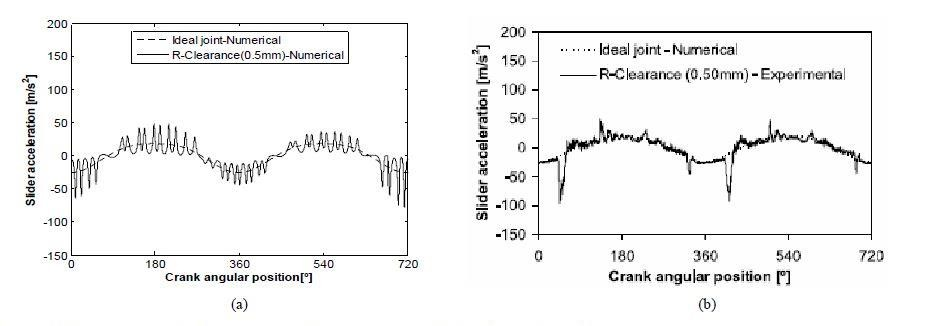 200
150
100
50
0
-50
-100
-150
Slider acceleration [m/s²]
Ideal joint-Numerical
R-Clearance(0.5mm)-Numerical
0 180 360 540 720
Crank angular position[º]
(a)
200
150
100
50
0
-50
-100
-150
Slider acceleration [m/s²]
Ideal joint - Numerical
R-Clearance (0,50mm) - Experimental
0 180 360 540 720
Crank angular position [º]
(b)